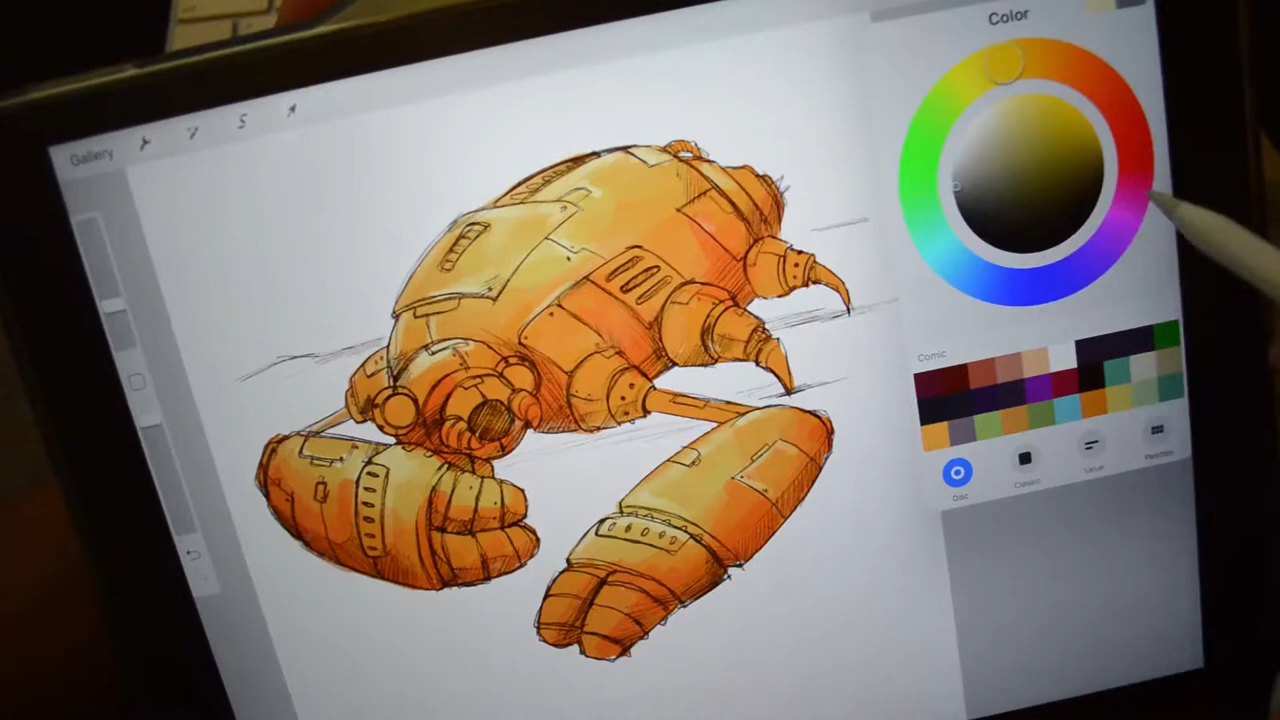 Gallery
Color
Comic
Disc
Classic
Value
Palettes